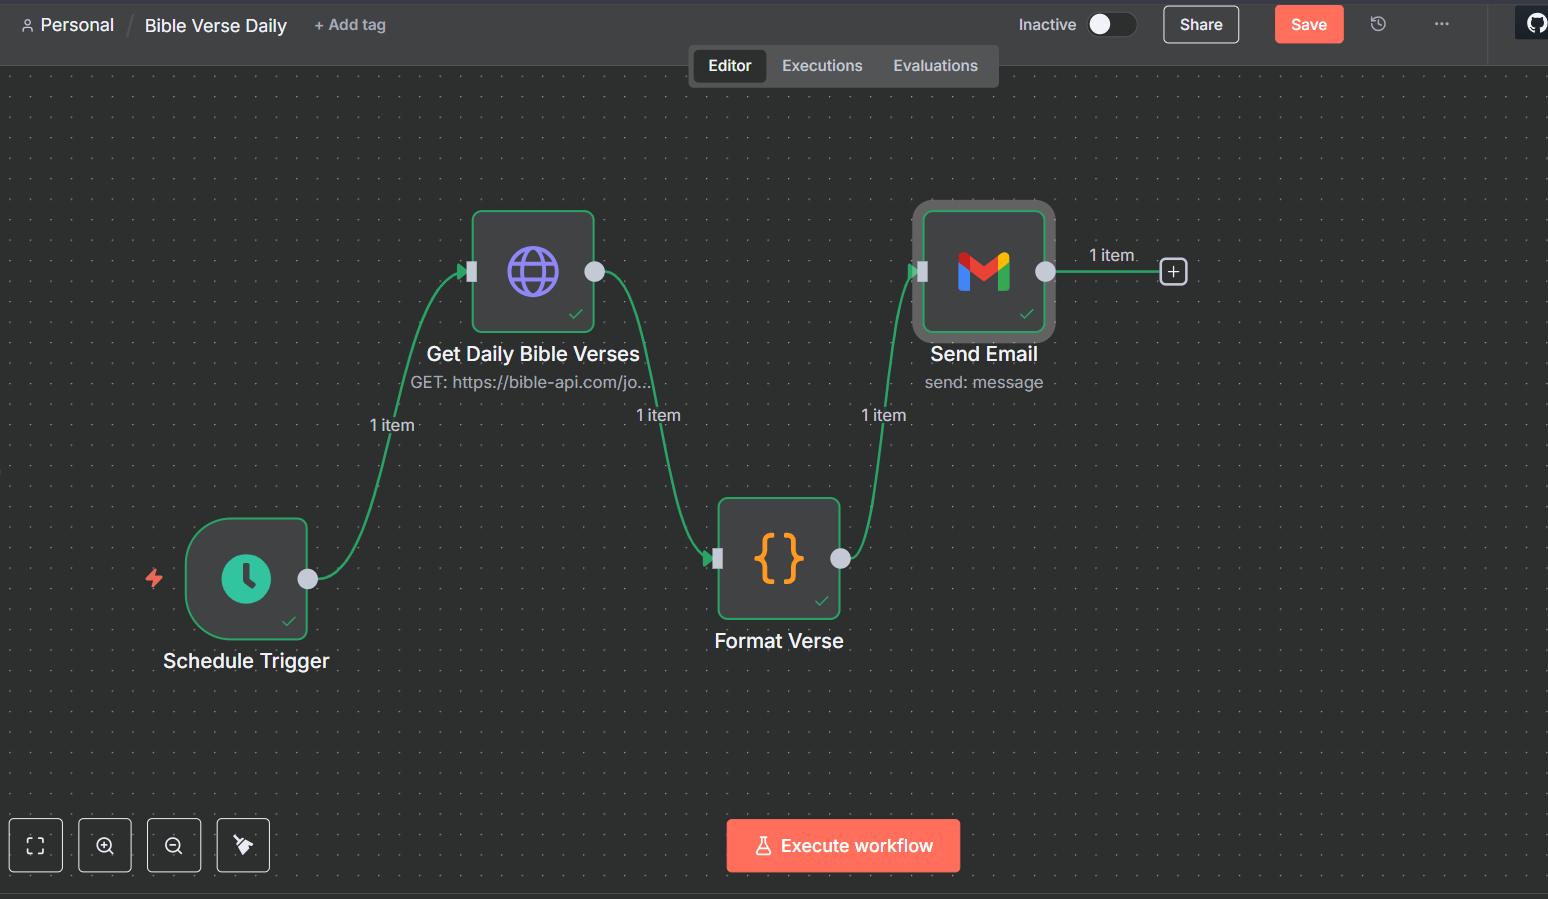 Personal / Bible Verse Daily + Add tag
Inactive
Share
Save
Editor Executions Evaluations
Get Daily Bible Verses
GET: https://bible-api.com/jo...
Send Email
send: message
1 item
1 item
1 item
1 item
Schedule Trigger
{}
Format Verse
Execute workflow